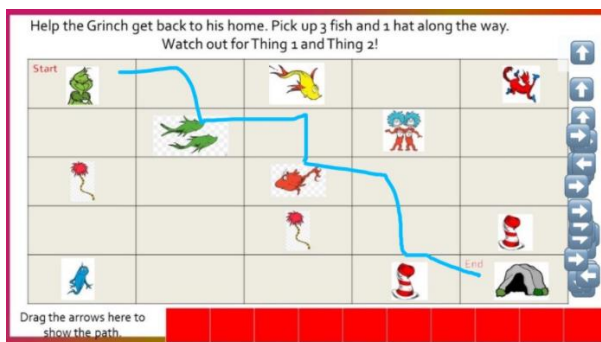 Help the Grinch get back to his home. Pick up 3 fish and 1 hat along the way.
Watch out for Thing 1 and Thing 2!
Start
End
Drag the arrows here to
show the path.